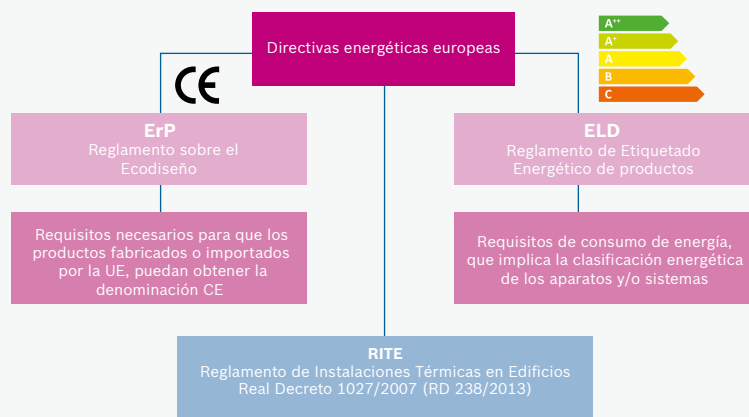 Directivas energéticas europeas
A++
A+
A
B
C
CE
ErP
Reglamento sobre el
Ecodiseño
ELD
Reglamento de Etiquetado
Energético de productos
Requisitos necesarios para que los
productos fabricados o importados
por la UE, puedan obtener la
denominación CE
Requisitos de consumo de energía,
que implica la clasificación energética
de los aparatos y/o sistemas
RITE
Reglamento de Instalaciones Térmicas en Edificios
Real Decreto 1027/2007 (RD 238/2013)